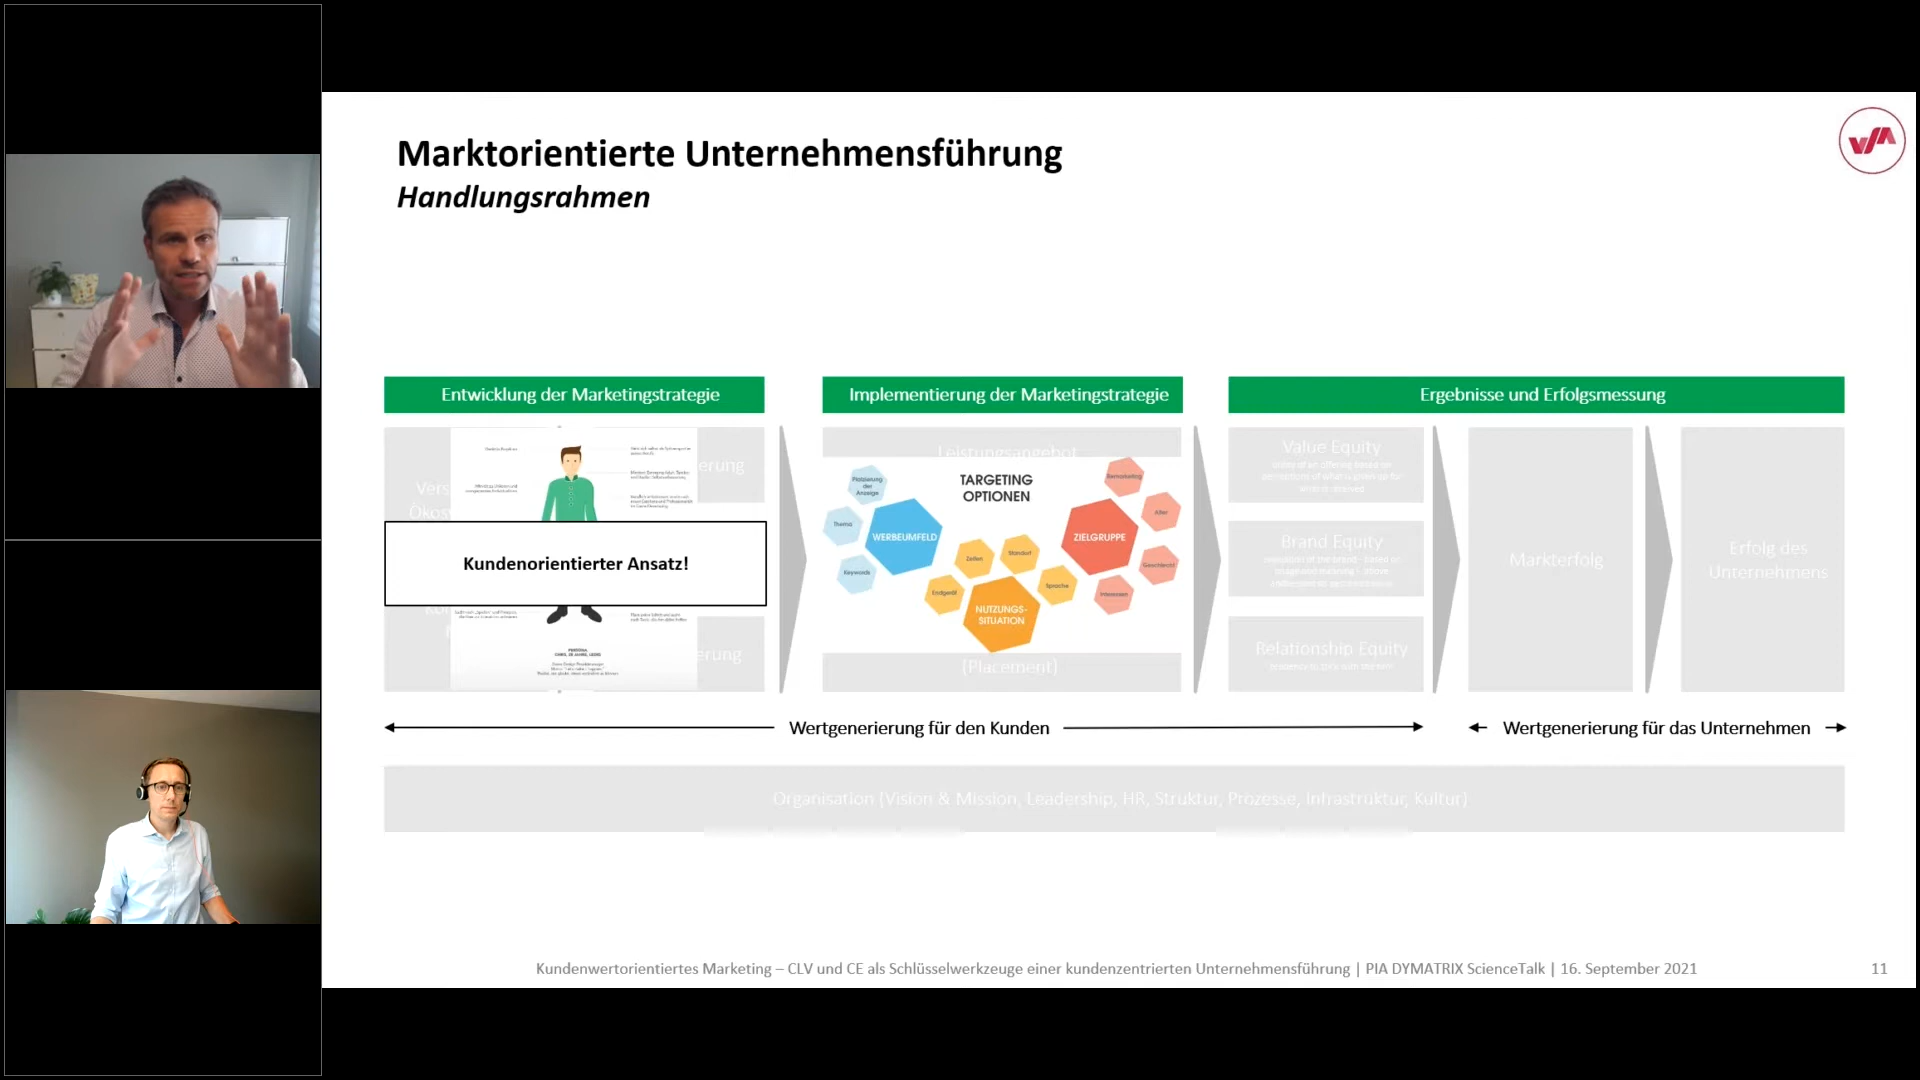 Marktorientierte Unternehmensführung
Handlungsrahmen
Entwicklung der Marketingstrategie
Implementierung der Marketingstrategie
Ergebnisse und Erfolgsmessung
Kundenorientierter Ansatz!
Leistungsangebot
TARGETING
OPTIONEN
Platzierung
der
Anzeige
Thema
Keywords
WERBEUMFELD
Zeiten
Standort
Endgerät
Sprache
NUTZUNGS-
SITUATION
ZIELGRUPPE
Remarketing
Alter
Geschlecht
Interessen
(Placement)
Value Equity
Brand Equity
Relationship Equity
Markterfolg
Erfolg des
Unternehmens
Wertgenerierung für den Kunden
Wertgenerierung für das Unternehmen
Organisation (Vision & Mission, Leadership, HR, Struktur, Prozesse, Infrastruktur, Kultur)
Kundenwertorientiertes Marketing – CLV und CE als Schlüsselwerkzeuge einer kundenzentrierten Unternehmensführung | PIA DYMATRIX ScienceTalk | 16. September 2021
11